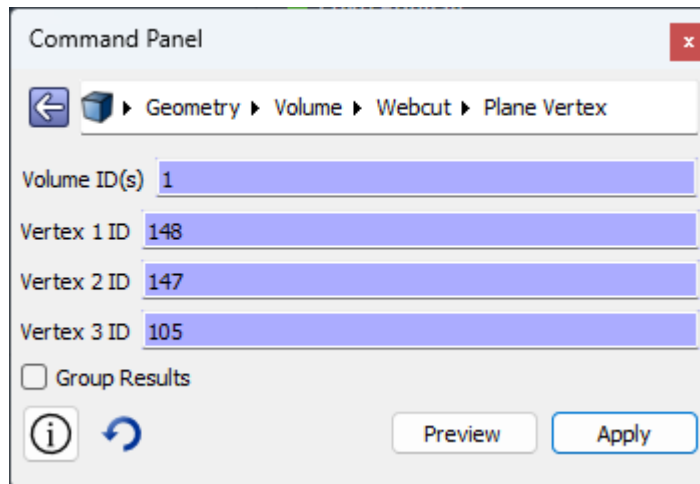 Command Panel
x
Geometry Volume Webcut Plane Vertex
Volume ID(s) 1
Vertex 1 ID 148
Vertex 2 ID 147
Vertex 3 ID 105
Group Results
Preview Apply